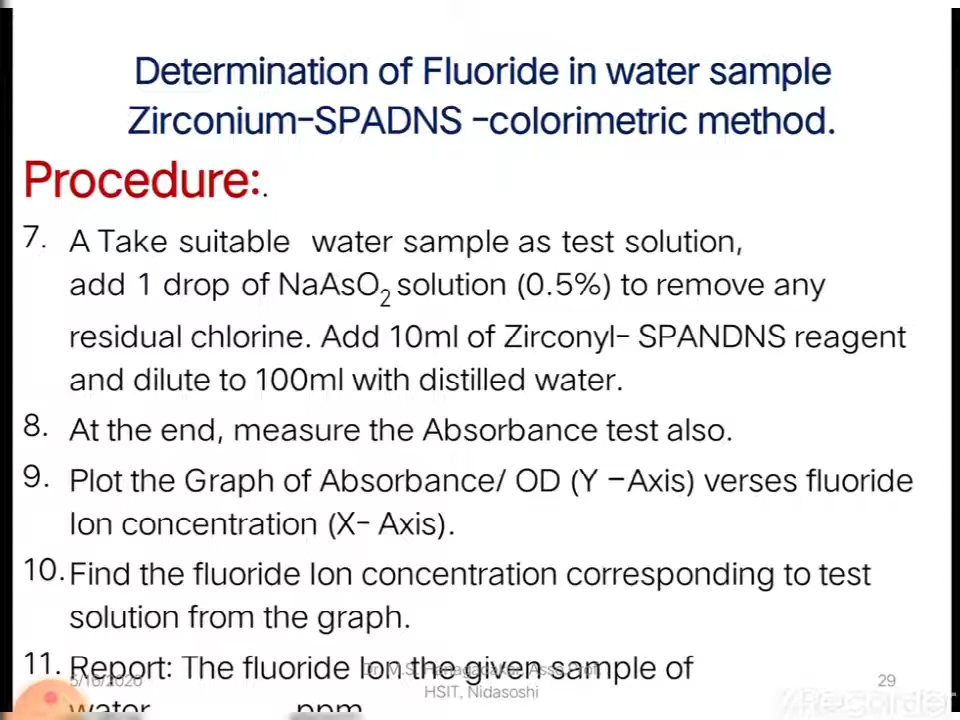 Determination of Fluoride in water sample
Zirconium-SPADNS -colorimetric method.
Procedure:.
7. A Take suitable water sample as test solution,
add 1 drop of NaAsO₂ solution (0.5%) to remove any
residual chlorine. Add 10ml of Zirconyl- SPANDNS reagent
and dilute to 100ml with distilled water.
8. At the end, measure the Absorbance test also.
9. Plot the Graph of Absorbance/ OD (Y -Axis) verses fluoride
Ion concentration (X- Axis).
10. Find the fluoride Ion concentration corresponding to test
solution from the graph.
11. Report: The fluoride Ion the given sample of
water ppm
HSIT, Nidasoshi
29